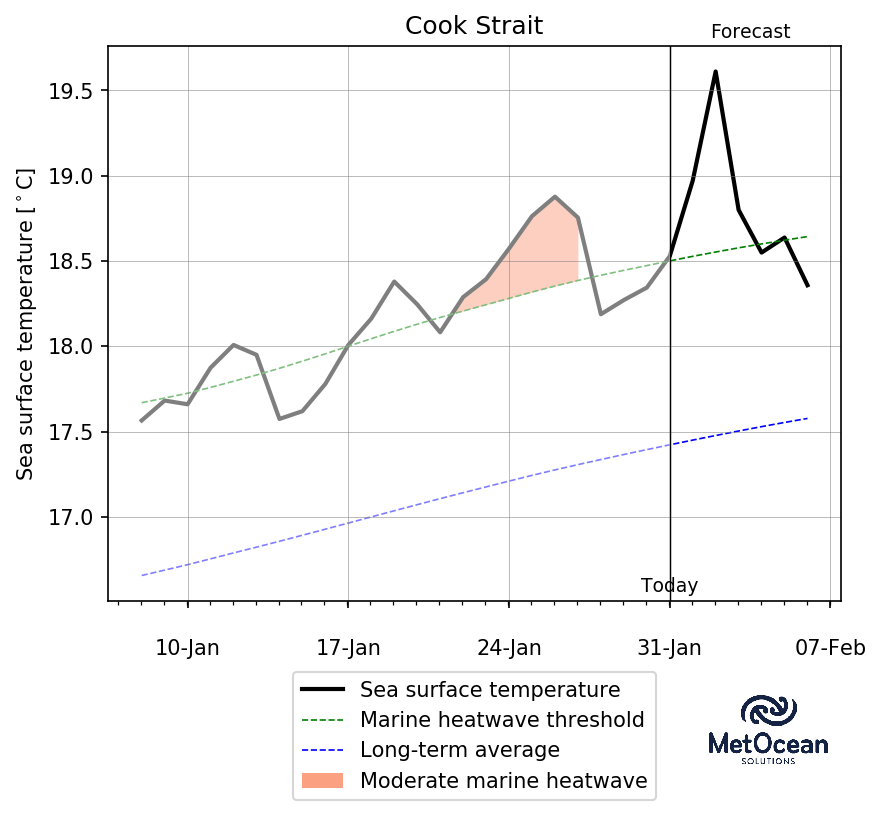 Cook Strait
Forecast
Sea surface temperature [°C]
19.5
19.0
18.5
18.0
17.5
17.0
Today
10-Jan 17-Jan 24-Jan 31-Jan 07-Feb
Sea surface temperature
Marine heatwave threshold
Long-term average
Moderate marine heatwave
MetOcean
SOLUTIONS